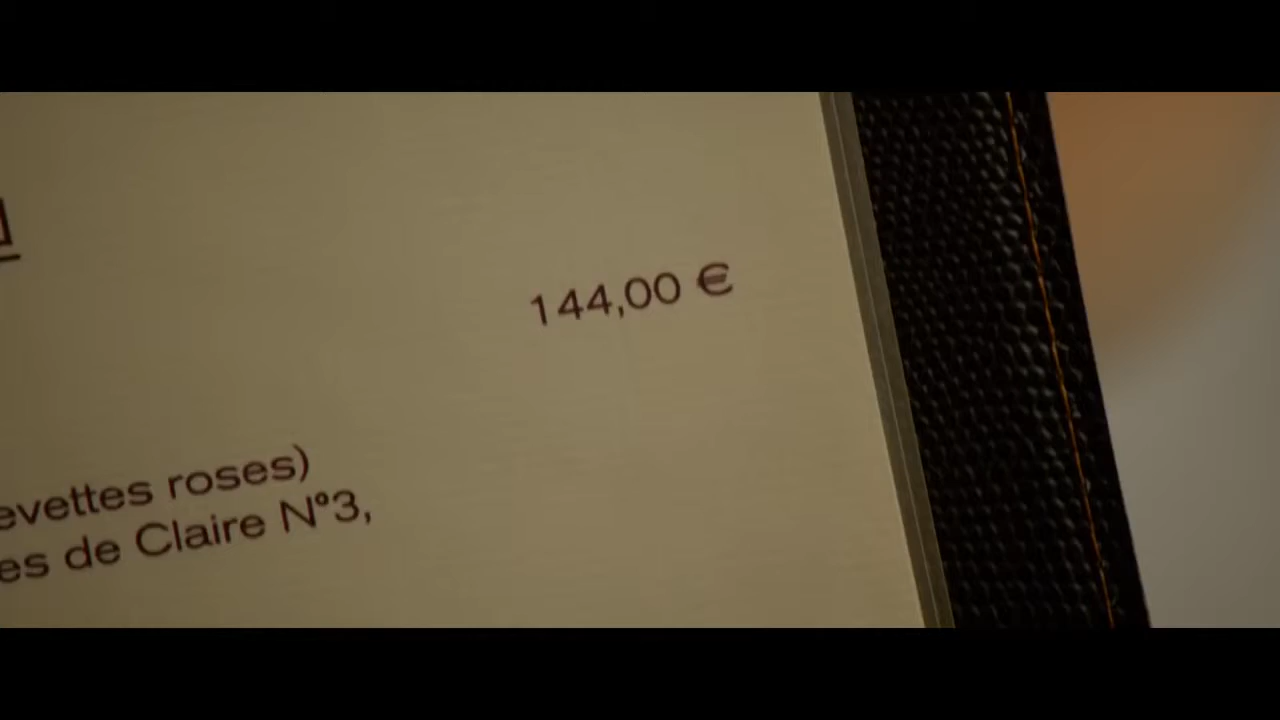 144,00 €
evettes roses)
es de Claire N°3,